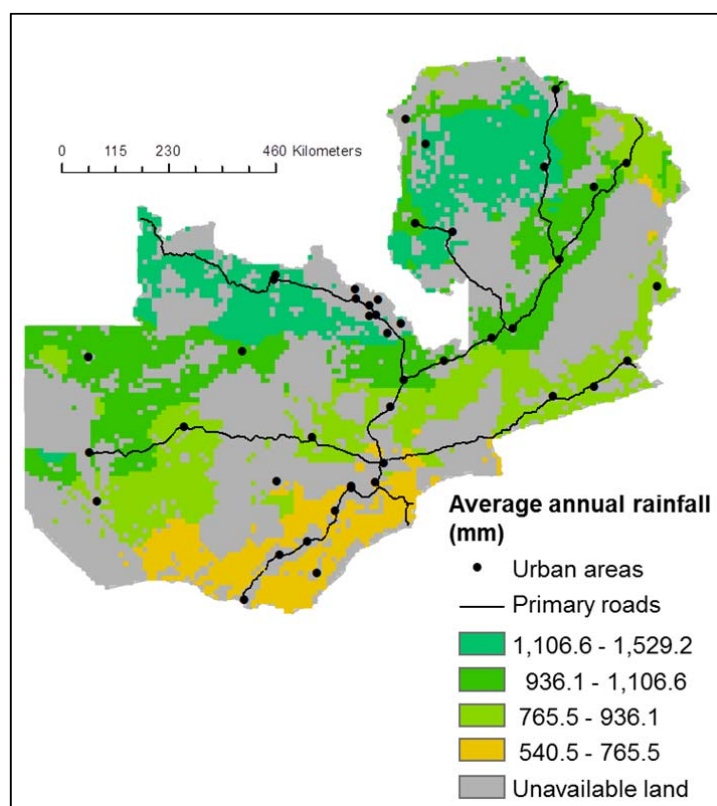 0 115 230 460 Kilometers
Average annual rainfall
(mm)
Urban areas
Primary roads
1,106.6 - 1,529.2
936.1 - 1,106.6
765.5 - 936.1
540.5 - 765.5
Unavailable land